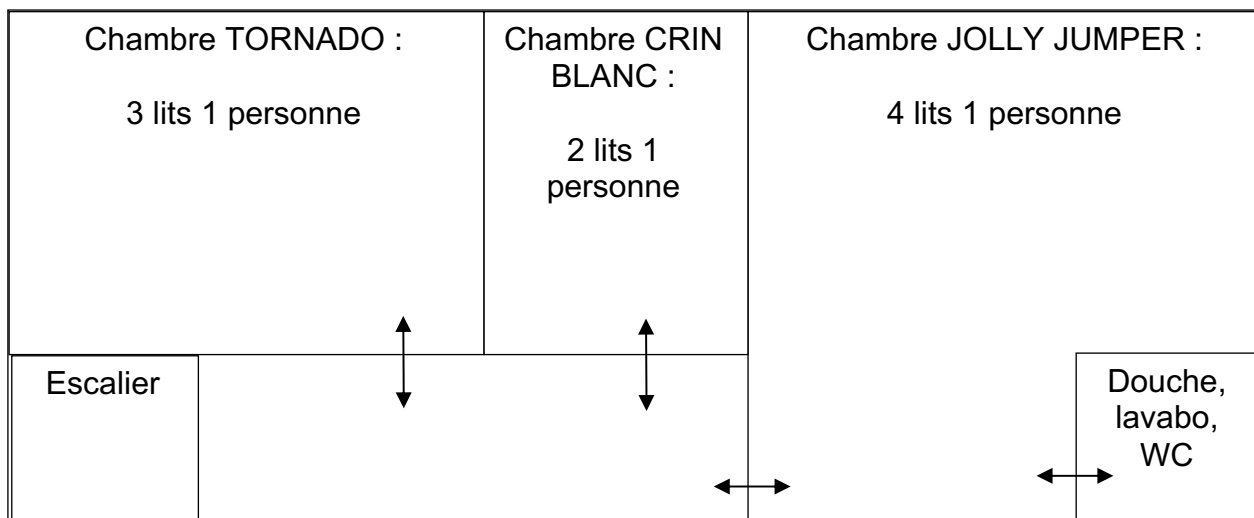 Chambre TORNADO :
3 lits 1 personne
Chambre CRIN
BLANC :
2 lits 1
personne
Chambre JOLLY JUMPER :
4 lits 1 personne
Escalier
Douche,
lavabo,
WC